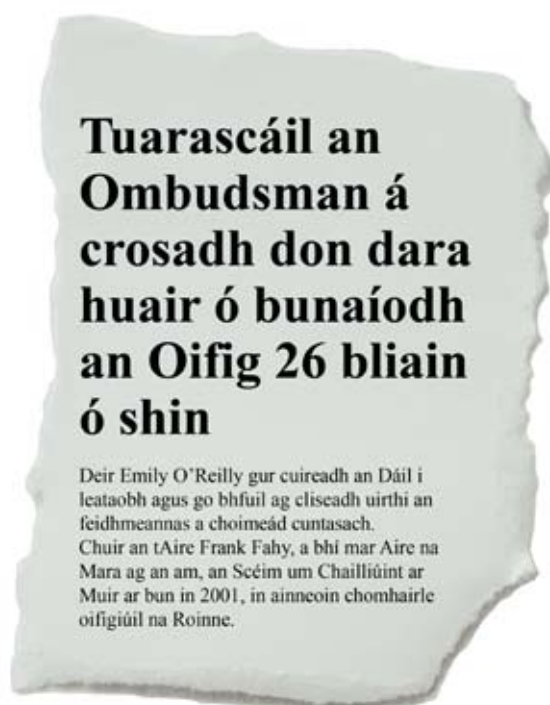 Tuarascáil an
Ombudsman á
crosadh don dara
huair ó bunaíodh
an Oifig 26 bliain
ó shin
Deir Emily O’Reilly gur cuireadh an Dáil i
leataobh agus go bhfuil ag cliseadh uirthi an
feidhmeannas a choimeád cuntasach.
Chuir an tAire Frank Fahy, a bhí mar Aire na
Mara ag an am, an Scéim um Chailliúint ar
Muir ar bun in 2001, in ainneoin chomhairle
oifigiúil na Roinne.